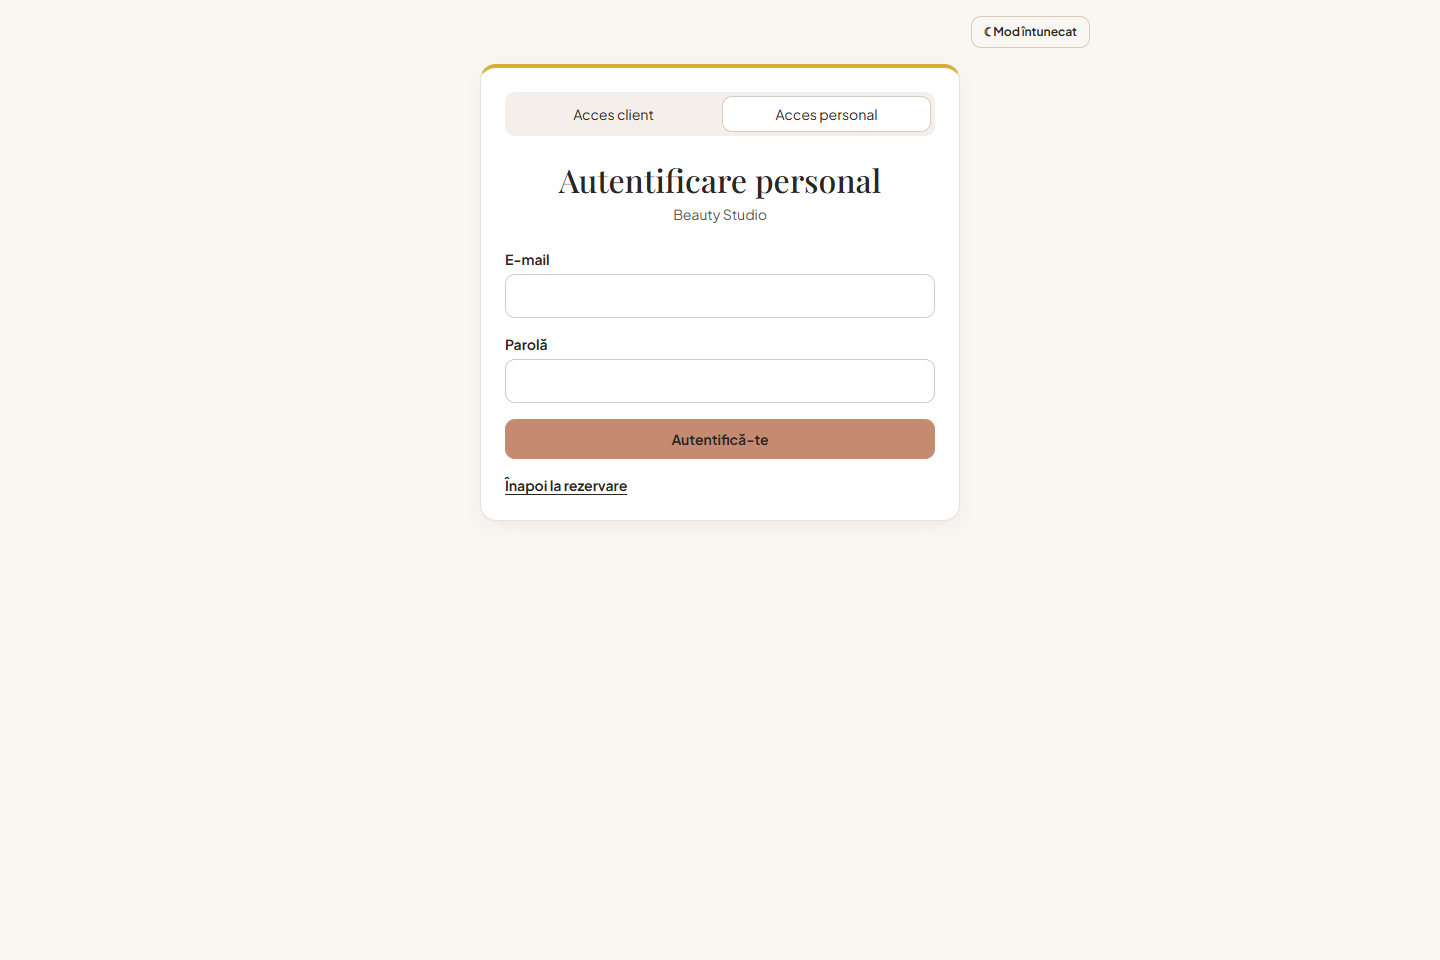 Mod întunecat
Acces client
Acces personal
Autentificare personal
Beauty Studio
E-mail
Parolă
Autentifică-te
Înapoi la rezervare